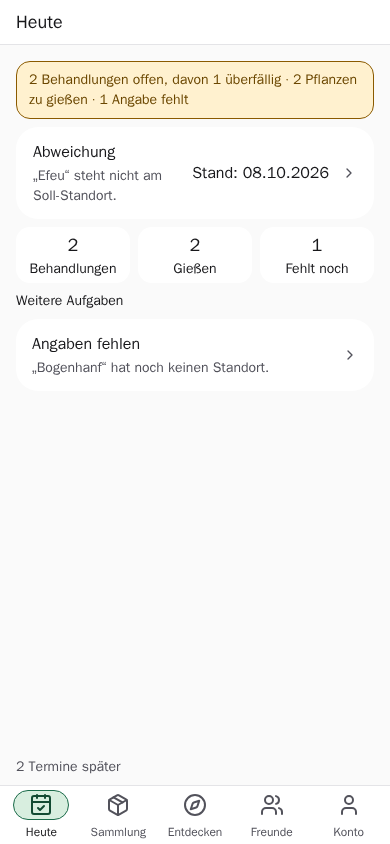 Heute
2 Behandlungen offen, davon 1 überfällig · 2 Pflanzen
zu gießen · 1 Angabe fehlt
Abweichung
„Efeu“ steht nicht am
Soll-Standort.
Stand: 08.10.2026
2
Behandlungen
2
Gießen
1
Fehlt noch
Weitere Aufgaben
Angaben fehlen
„Bogenhanf“ hat noch keinen Standort.
2 Termine später
Heute
Sammlung
Entdecken
Freunde
Konto